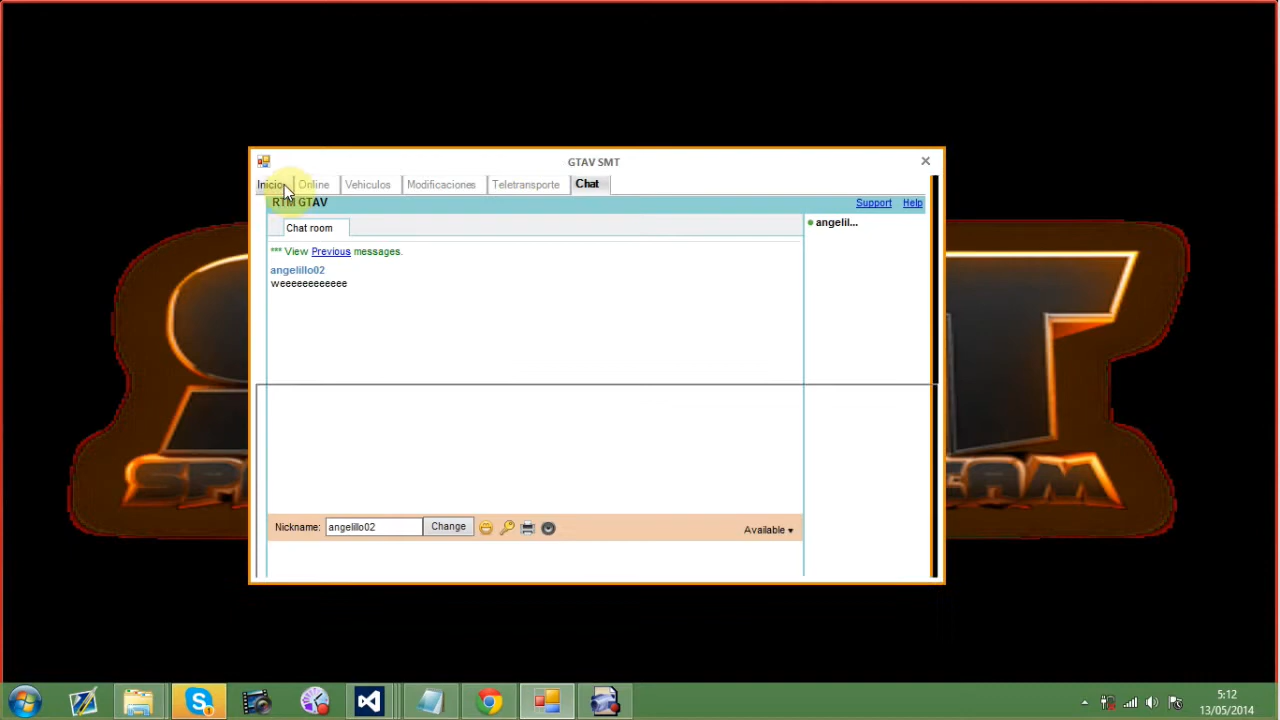 GTAV SMT
Inicio Online Vehiculos Modificaciones Teletransporte Chat
RTM GTAV Support Help
Chat room
angelil...
*** View Previous messages.
angelillo02
weeeeeeeeeeee
Nickname: angelillo02 Change Available
5:12
13/05/2014